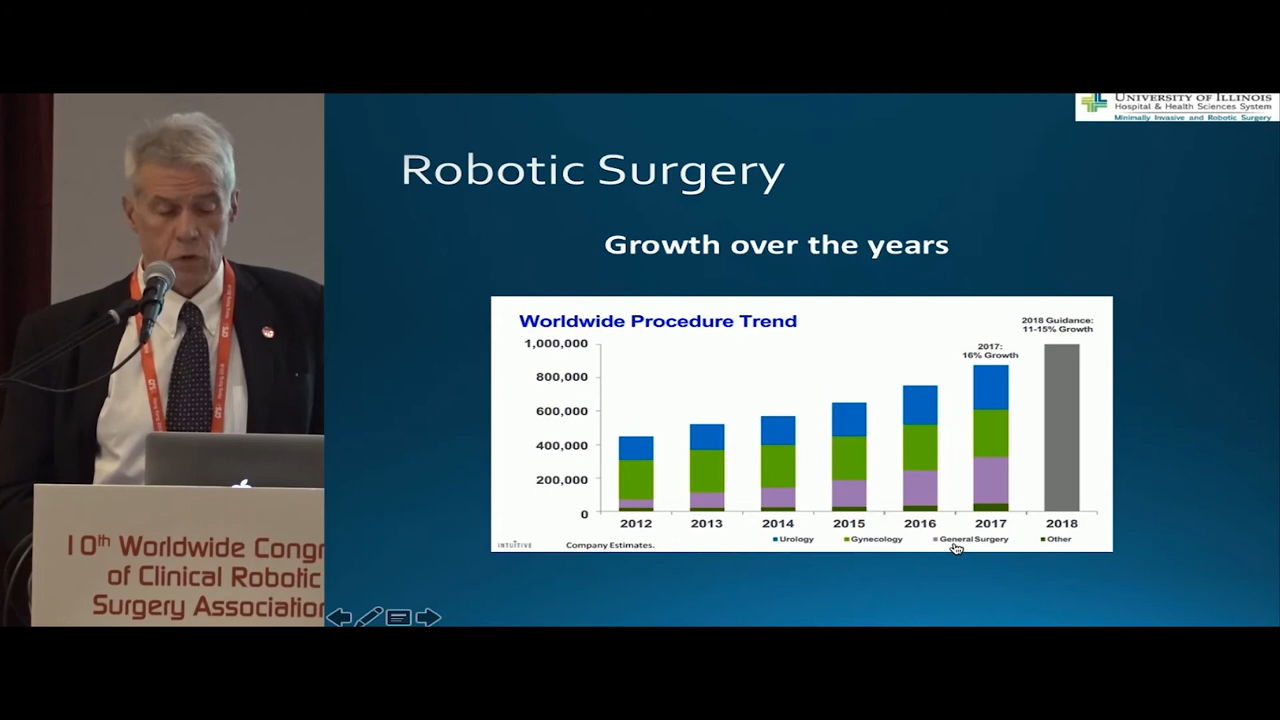 UNIVERSITY OF ILLINOIS
Hospital & Health Sciences System
Minimally Invasive and Robotic Surgery
Robotic Surgery
Growth over the years
Worldwide Procedure Trend
2018 Guidance:
11-15% Growth
2017:
16% Growth
1,000,000
800,000
600,000
400,000
200,000
0
2012 2013 2014 2015 2016 2017 2018
Urology Gynecology General Surgery Other
INTUITIVE
Company Estimates.
10th Worldwide Congr
of Clinical Robotic
Surgery Association